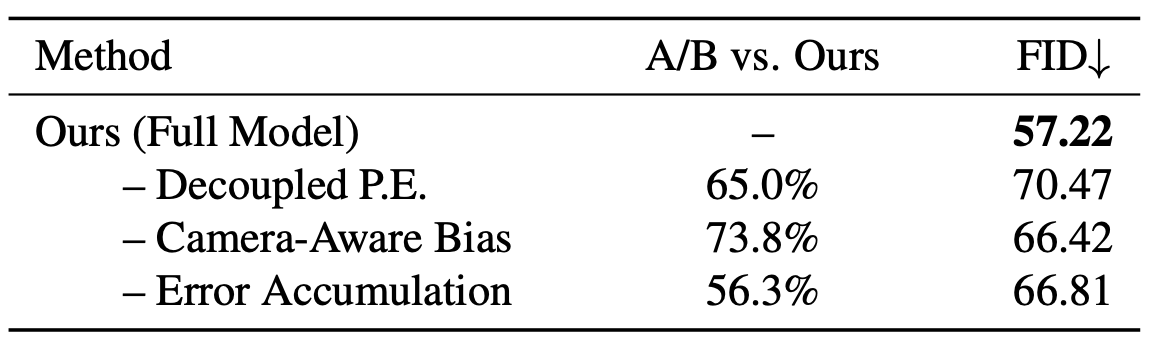 Method A/B vs. Ours FID↓
Ours (Full Model) – 57.22
– Decoupled P.E. 65.0% 70.47
– Camera-Aware Bias 73.8% 66.42
– Error Accumulation 56.3% 66.81